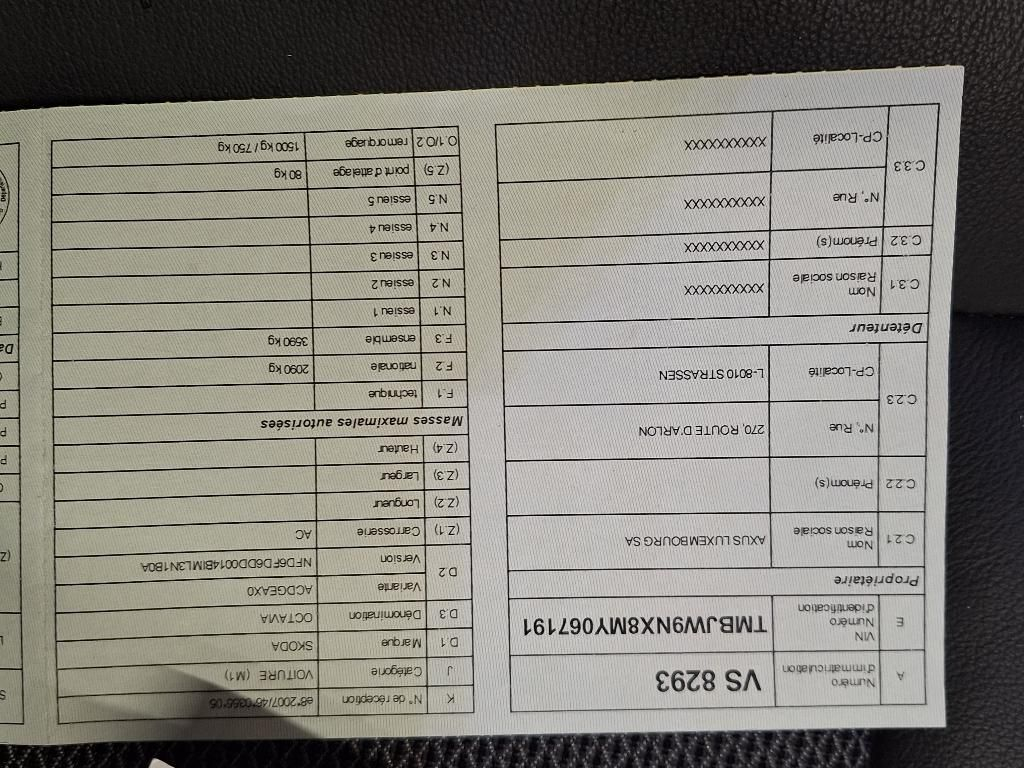 A Numéro d'immatriculation VS 8293
E VIN Numéro d'identification TMBJW9NX8MY067191
Propriétaire
C.2.1 Nom Raison sociale AXUS LUXEMBOURG SA
C.2.2 Prénom(s)
C.2.3 N°, Rue 270, ROUTE D'ARLON
CP-Localité L-8010 STRASSEN
Détenteur
C.3.1 Nom Raison sociale XXXXXXXXXX
C.3.2 Prénom(s) XXXXXXXXXX
C.3.3 N°, Rue XXXXXXXXXX
CP-Localité XXXXXXXXXX
K N° de réception
J Catégorie VOITURE (M1)
D.1 Marque SKODA
D.3 Dénomination OCTAVIA
D.2 Variante ACDGEAX0
Version NFD6FD6DD0014BIML3N1B0A
(Z.1) Carrosserie AC
(Z.2) Longueur
(Z.3) Largeur
(Z.4) Hauteur
Masses maximales autorisées
F.1 technique
F.2 nationale 2090 kg
F.3 ensemble 3590 kg
N.1 essieu 1
N.2 essieu 2
N.3 essieu 3
N.4 essieu 4
N.5 essieu 5
(Z.5) point d'attelage 80 kg
O.1/O.2 remorquage 1500 kg / 750 kg